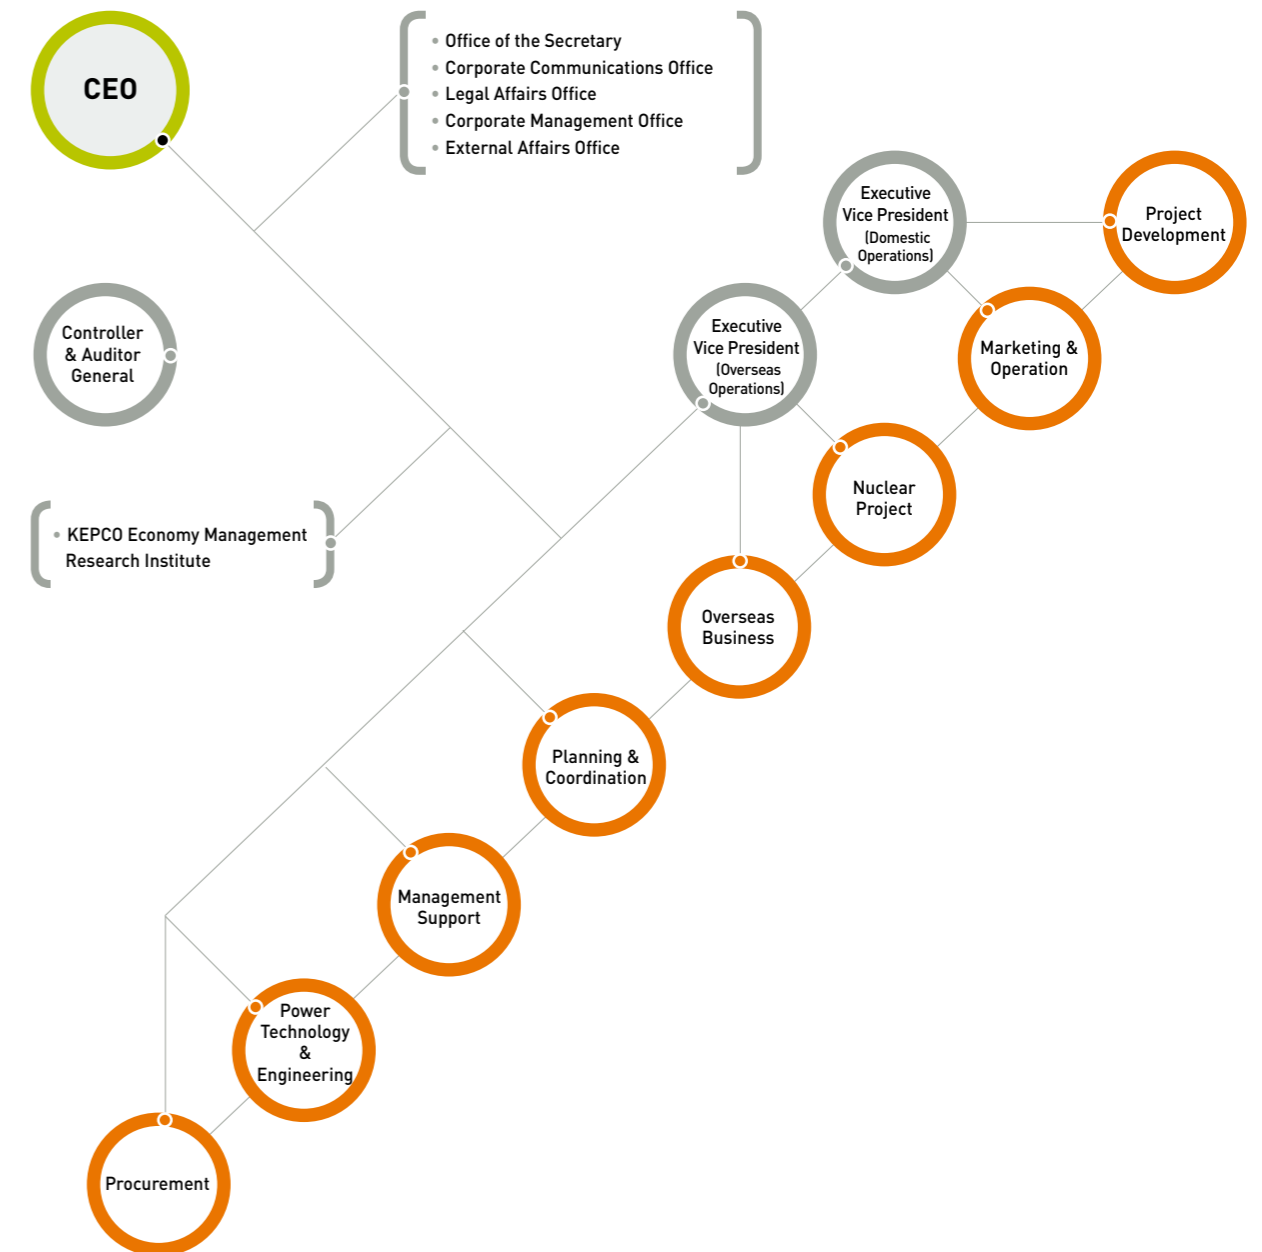 CEO
• Office of the Secretary
• Corporate Communications Office
• Legal Affairs Office
• Corporate Management Office
• External Affairs Office
Executive
Vice President
(Domestic
Operations)
Project
Development
Controller
& Auditor
General
Executive
Vice President
(Overseas
Operations)
Marketing &
Operation
Nuclear
Project
• KEPCO Economy Management
Research Institute
Overseas
Business
Planning &
Coordination
Management
Support
Power
Technology
&
Engineering
Procurement